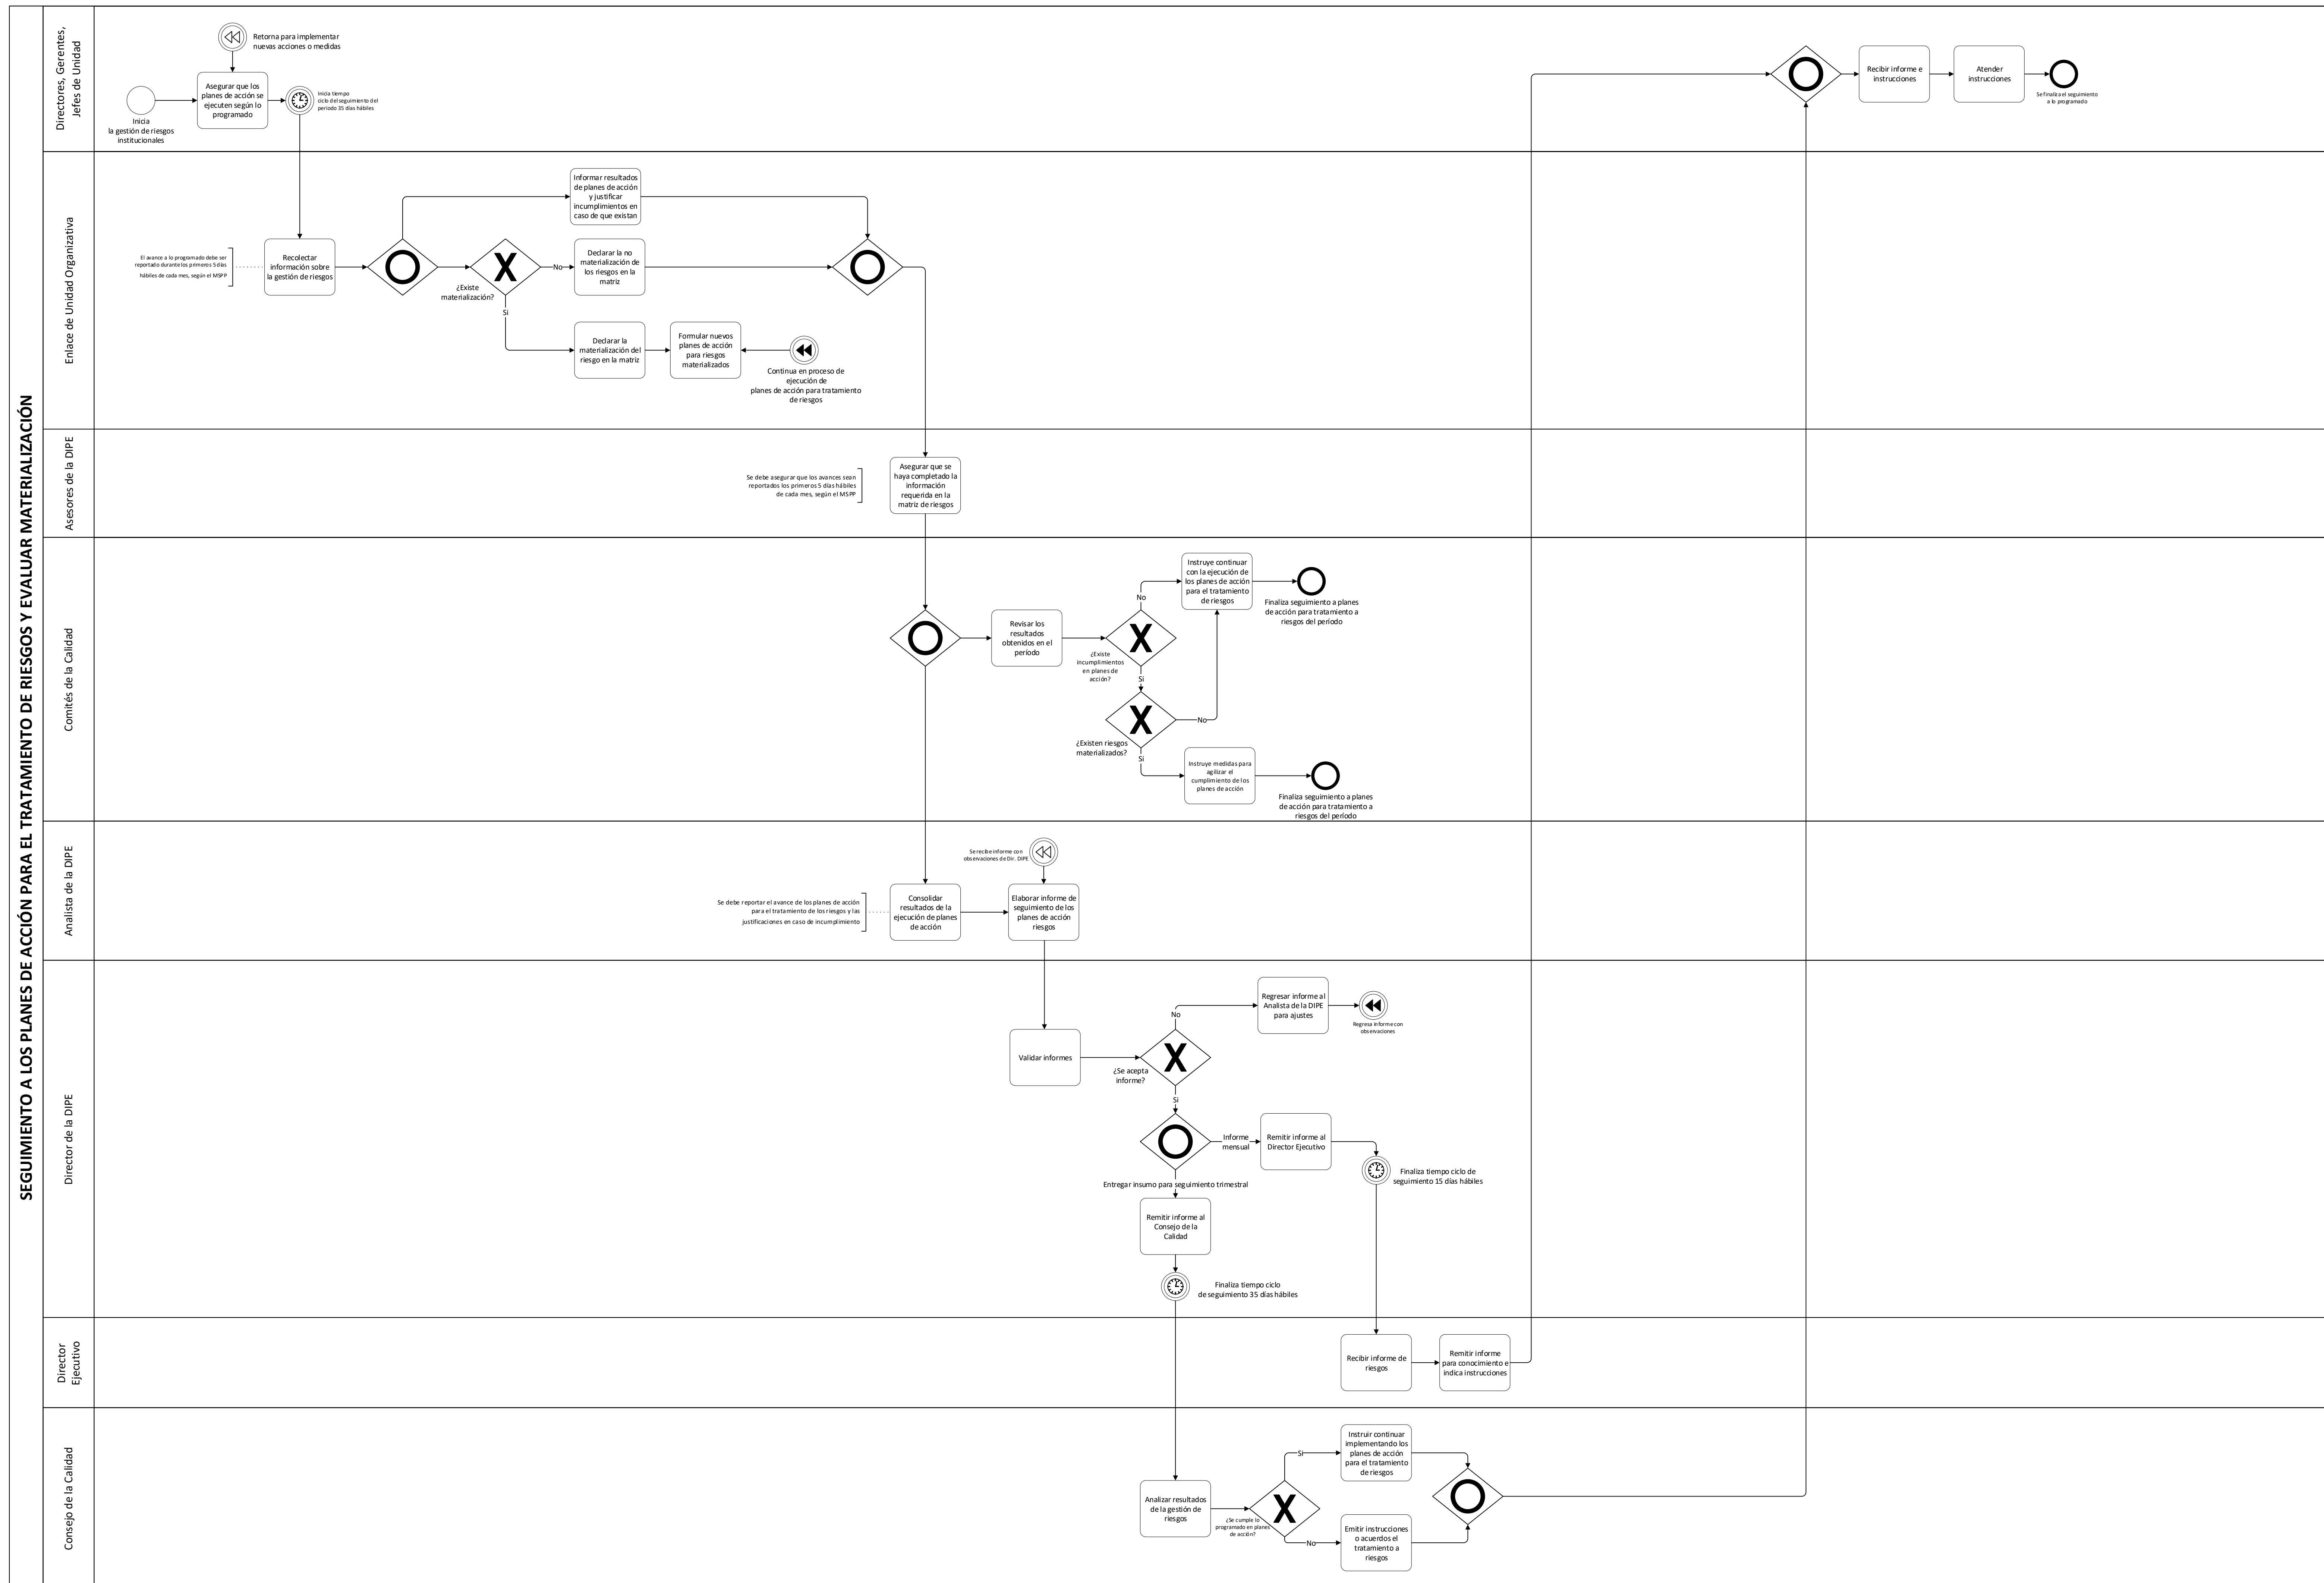 SEGUIMIENTO A LOS PLANES DE ACCIÓN PARA EL TRATAMIENTO DE RIESGOS Y EVALUAR MATERIALIZACIÓN
Directores, Gerentes,
Jefes de Unidad
Retorna para implementar
nuevas acciones o medidas
Inicia
la gestión de riesgos
institucionales
Asegurar que los
planes de acción se
ejecuten según lo
programado
Inicia tiempo
ciclo del seguimiento del
periodo 35 días hábiles
Recibir informe e
instrucciones
Atender
instrucciones
Se finaliza el seguimiento
a lo programado
Enlace de Unidad Organizativa
El avance a lo programado debe ser
reportado durante los primeros 5 días
hábiles de cada mes, según el MSPP
Recolectar
información sobre
la gestión de riesgos
Informar resultados
de planes de acción
y justificar
incumplimientos en
caso de que existan
¿Existe
materialización?
No
Declarar la no
materialización de
los riesgos en la
matriz
Si
Declarar la
materialización del
riesgo en la matriz
Formular nuevos
planes de acción
para riesgos
materializados
Continua en proceso de
ejecución de
planes de acción para tratamiento
de riesgos
Asesores de la DIPE
Se debe asegurar que los avances sean
reportados los primeros 5 días hábiles
de cada mes, según el MSPP
Asegurar que se
haya completado la
información
requerida en la
matriz de riesgos
Comités de la Calidad
Revisar los
resultados
obtenidos en el
período
¿Existe
incumplimientos
en planes de
acción?
No
Instruye continuar
con la ejecución de
los planes de acción
para el tratamiento
de riesgos
Finaliza seguimiento a planes
de acción para tratamiento a
riesgos del período
Si
¿Existen riesgos
materializados?
No
Si
Instruye medidas para
agilizar el
cumplimiento de los
planes de acción
Finaliza seguimiento a planes
de acción para tratamiento a
riesgos del período
Analista de la DIPE
Se recibe informe con
observaciones de Dir. DIPE
Se debe reportar el avance de los planes de acción
para el tratamiento de los riesgos y las
justificaciones en caso de incumplimiento
Consolidar
resultados de la
ejecución de planes
de acción
Elaborar informe de
seguimiento de los
planes de acción
riesgos
Director de la DIPE
Validar informes
¿Se acepta
informe?
No
Regresar informe al
Analista de la DIPE
para ajustes
Regresa informe con
observaciones
Si
Informe
mensual
Remitir informe al
Director Ejecutivo
Finaliza tiempo ciclo de
seguimiento 15 días hábiles
Entregar insumo para seguimiento trimestral
Remitir informe al
Consejo de la
Calidad
Finaliza tiempo ciclo
de seguimiento 35 días hábiles
Director
Ejecutivo
Recibir informe de
riesgos
Remitir informe
para conocimiento e
indica instrucciones
Consejo de la Calidad
Analizar resultados
de la gestión de
riesgos
¿Se cumple lo
programado en planes
de acción?
Si
Instruir continuar
implementando los
planes de acción
para el tratamiento
de riesgos
No
Emitir instrucciones
o acuerdos el
tratamiento a
riesgos